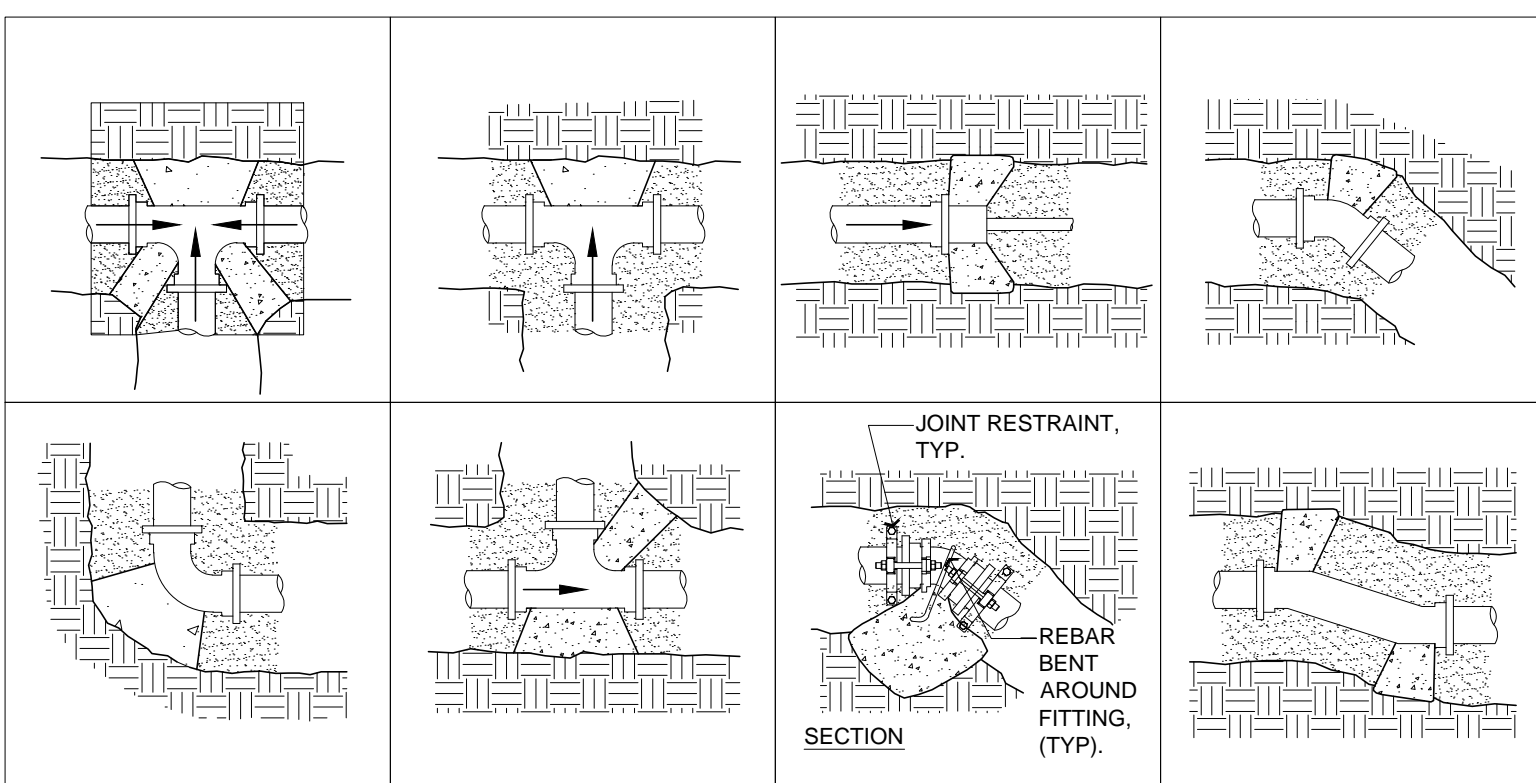 JOINT RESTRAINT,
TYP.
REBAR
BENT
AROUND
FITTING,
(TYP).
SECTION